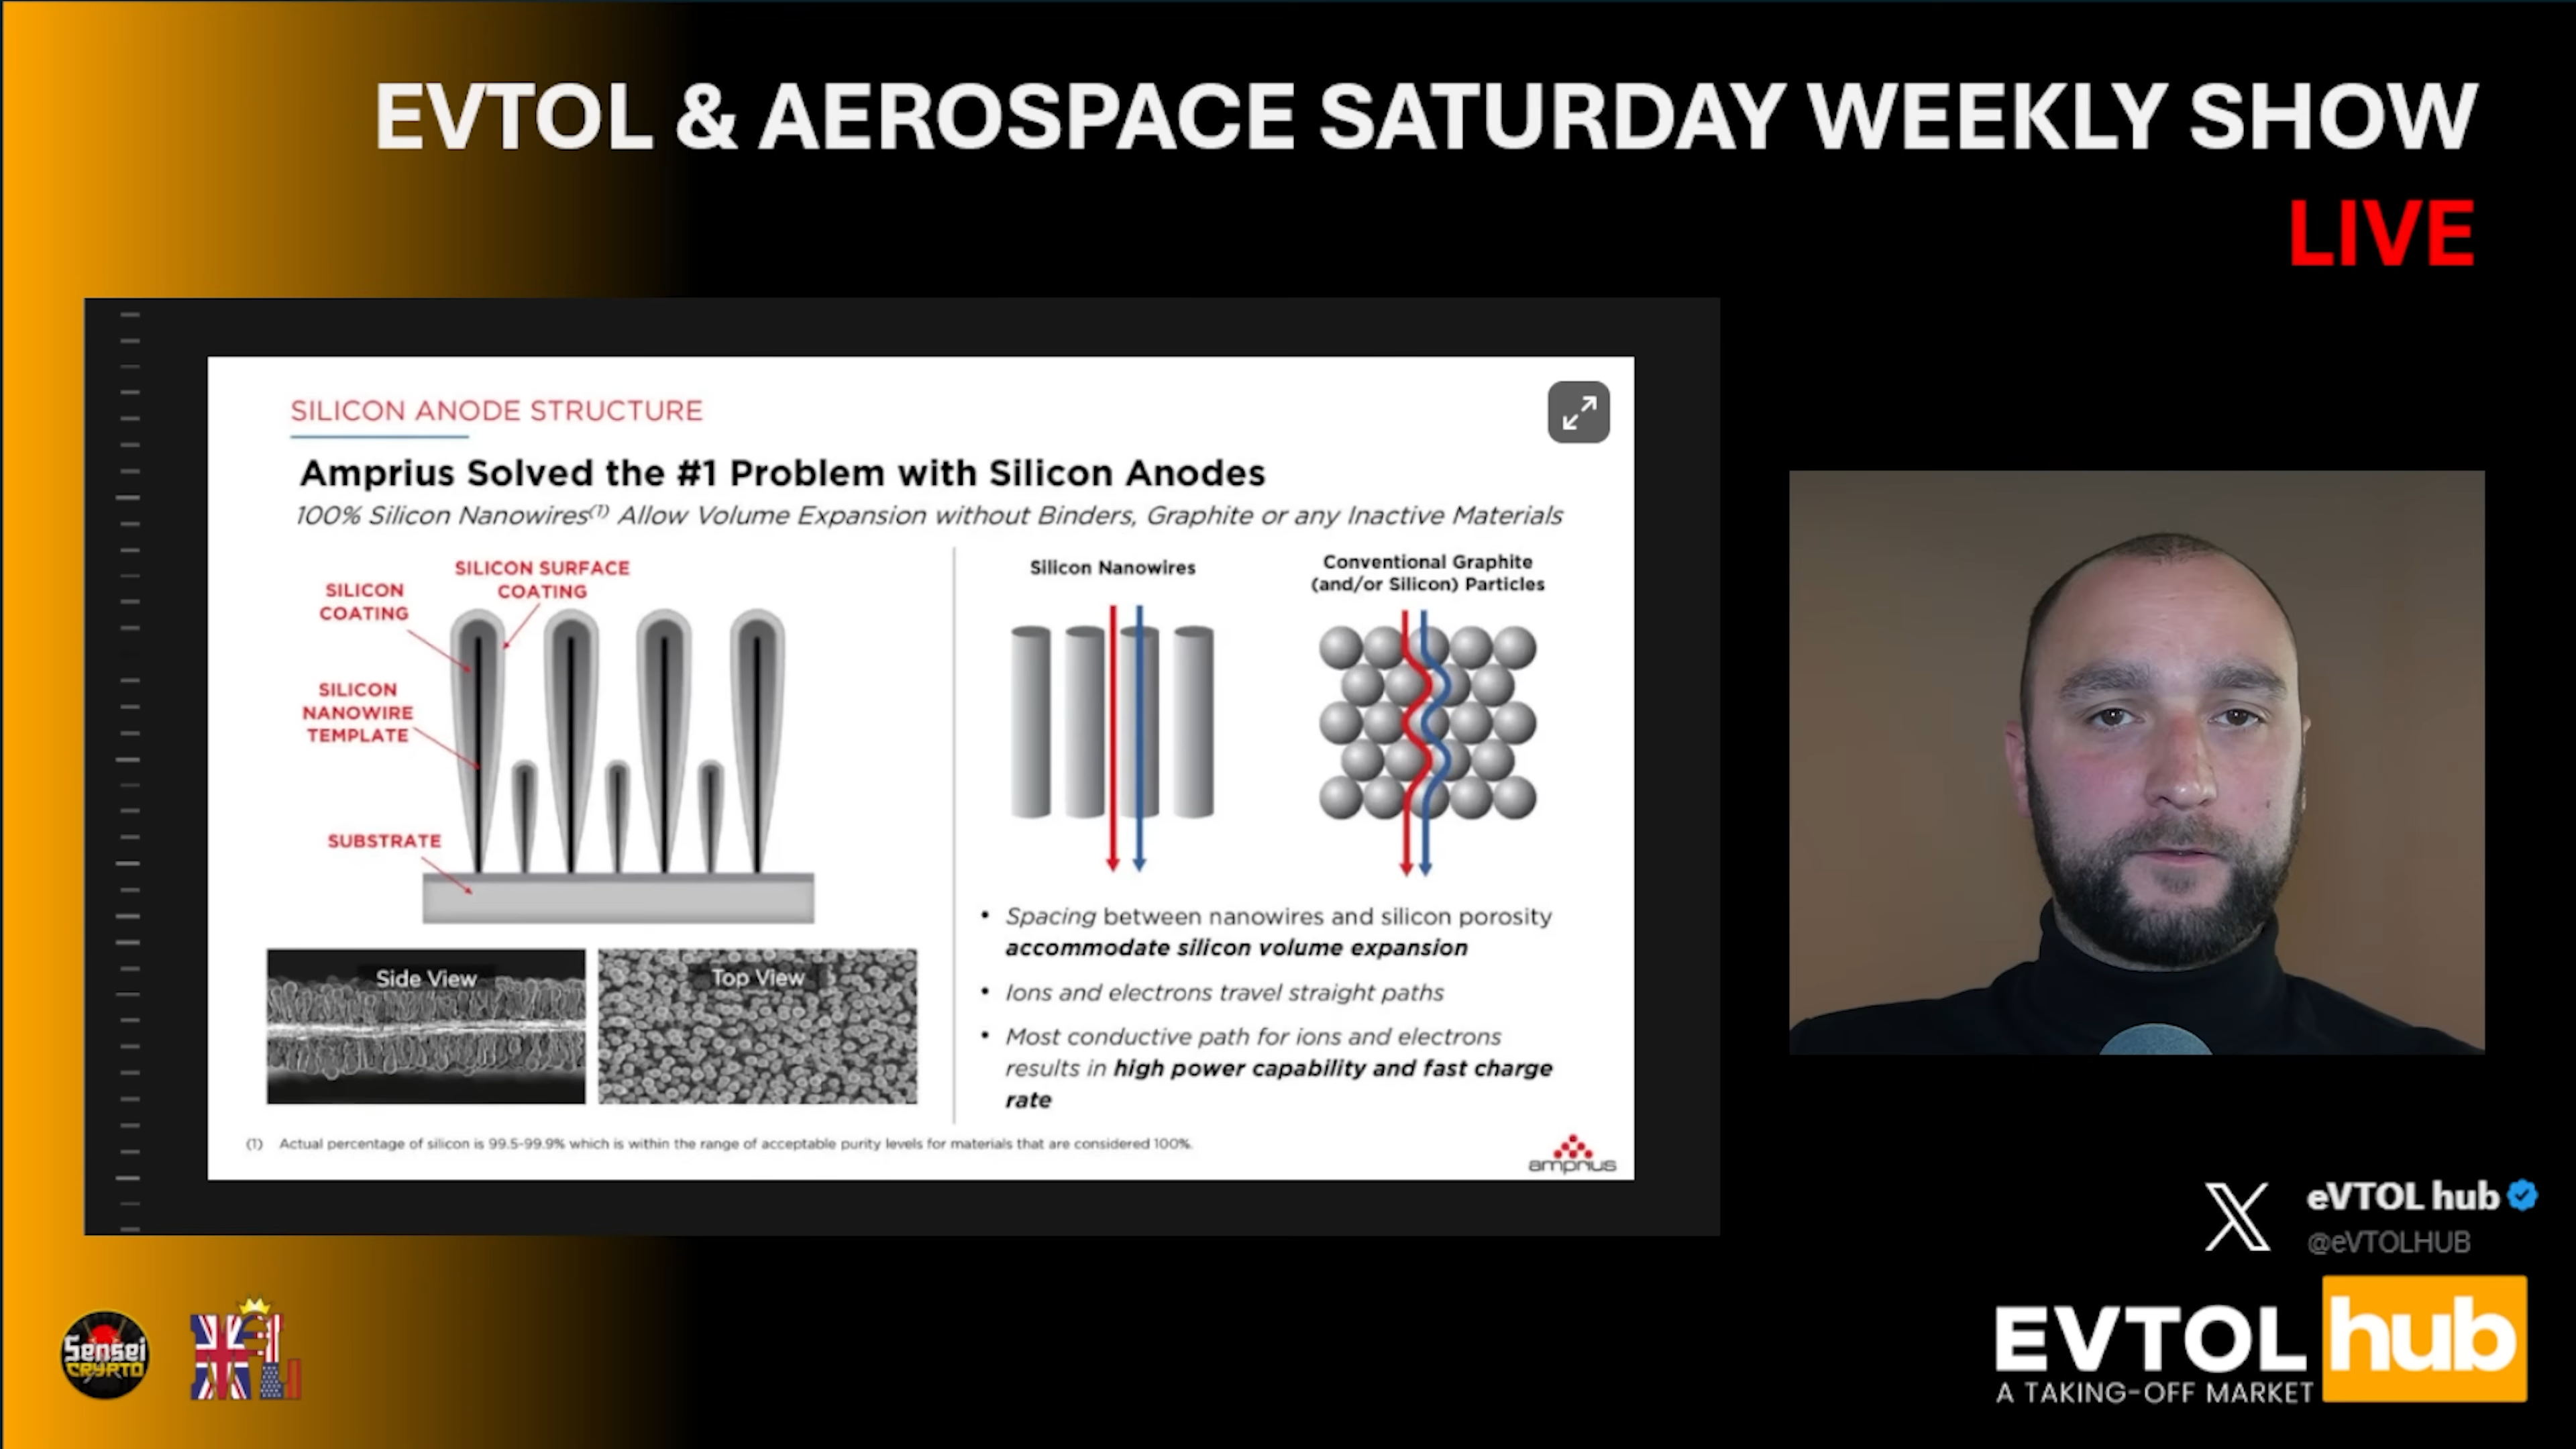 EVTOL & AEROSPACE SATURDAY WEEKLY SHOW
LIVE
SILICON ANODE STRUCTURE
Amprius Solved the #1 Problem with Silicon Anodes
100% Silicon Nanowires(1) Allow Volume Expansion without Binders, Graphite or any Inactive Materials
SILICON SURFACE
COATING
SILICON
COATING
SILICON
NANOWIRE
TEMPLATE
SUBSTRATE
Side View
Top View
Silicon Nanowires
Conventional Graphite
(and/or Silicon) Particles
• Spacing between nanowires and silicon porosity
accommodate silicon volume expansion
• Ions and electrons travel straight paths
• Most conductive path for ions and electrons
results in high power capability and fast charge
rate
(1) Actual percentage of silicon is 99.5-99.9% which is within the range of acceptable purity levels for materials that are considered 100%.
amprius
eVTOL hub
@eVTOLHUB
EVTOL hub
A TAKING-OFF MARKET
Sensei
CRYPTO